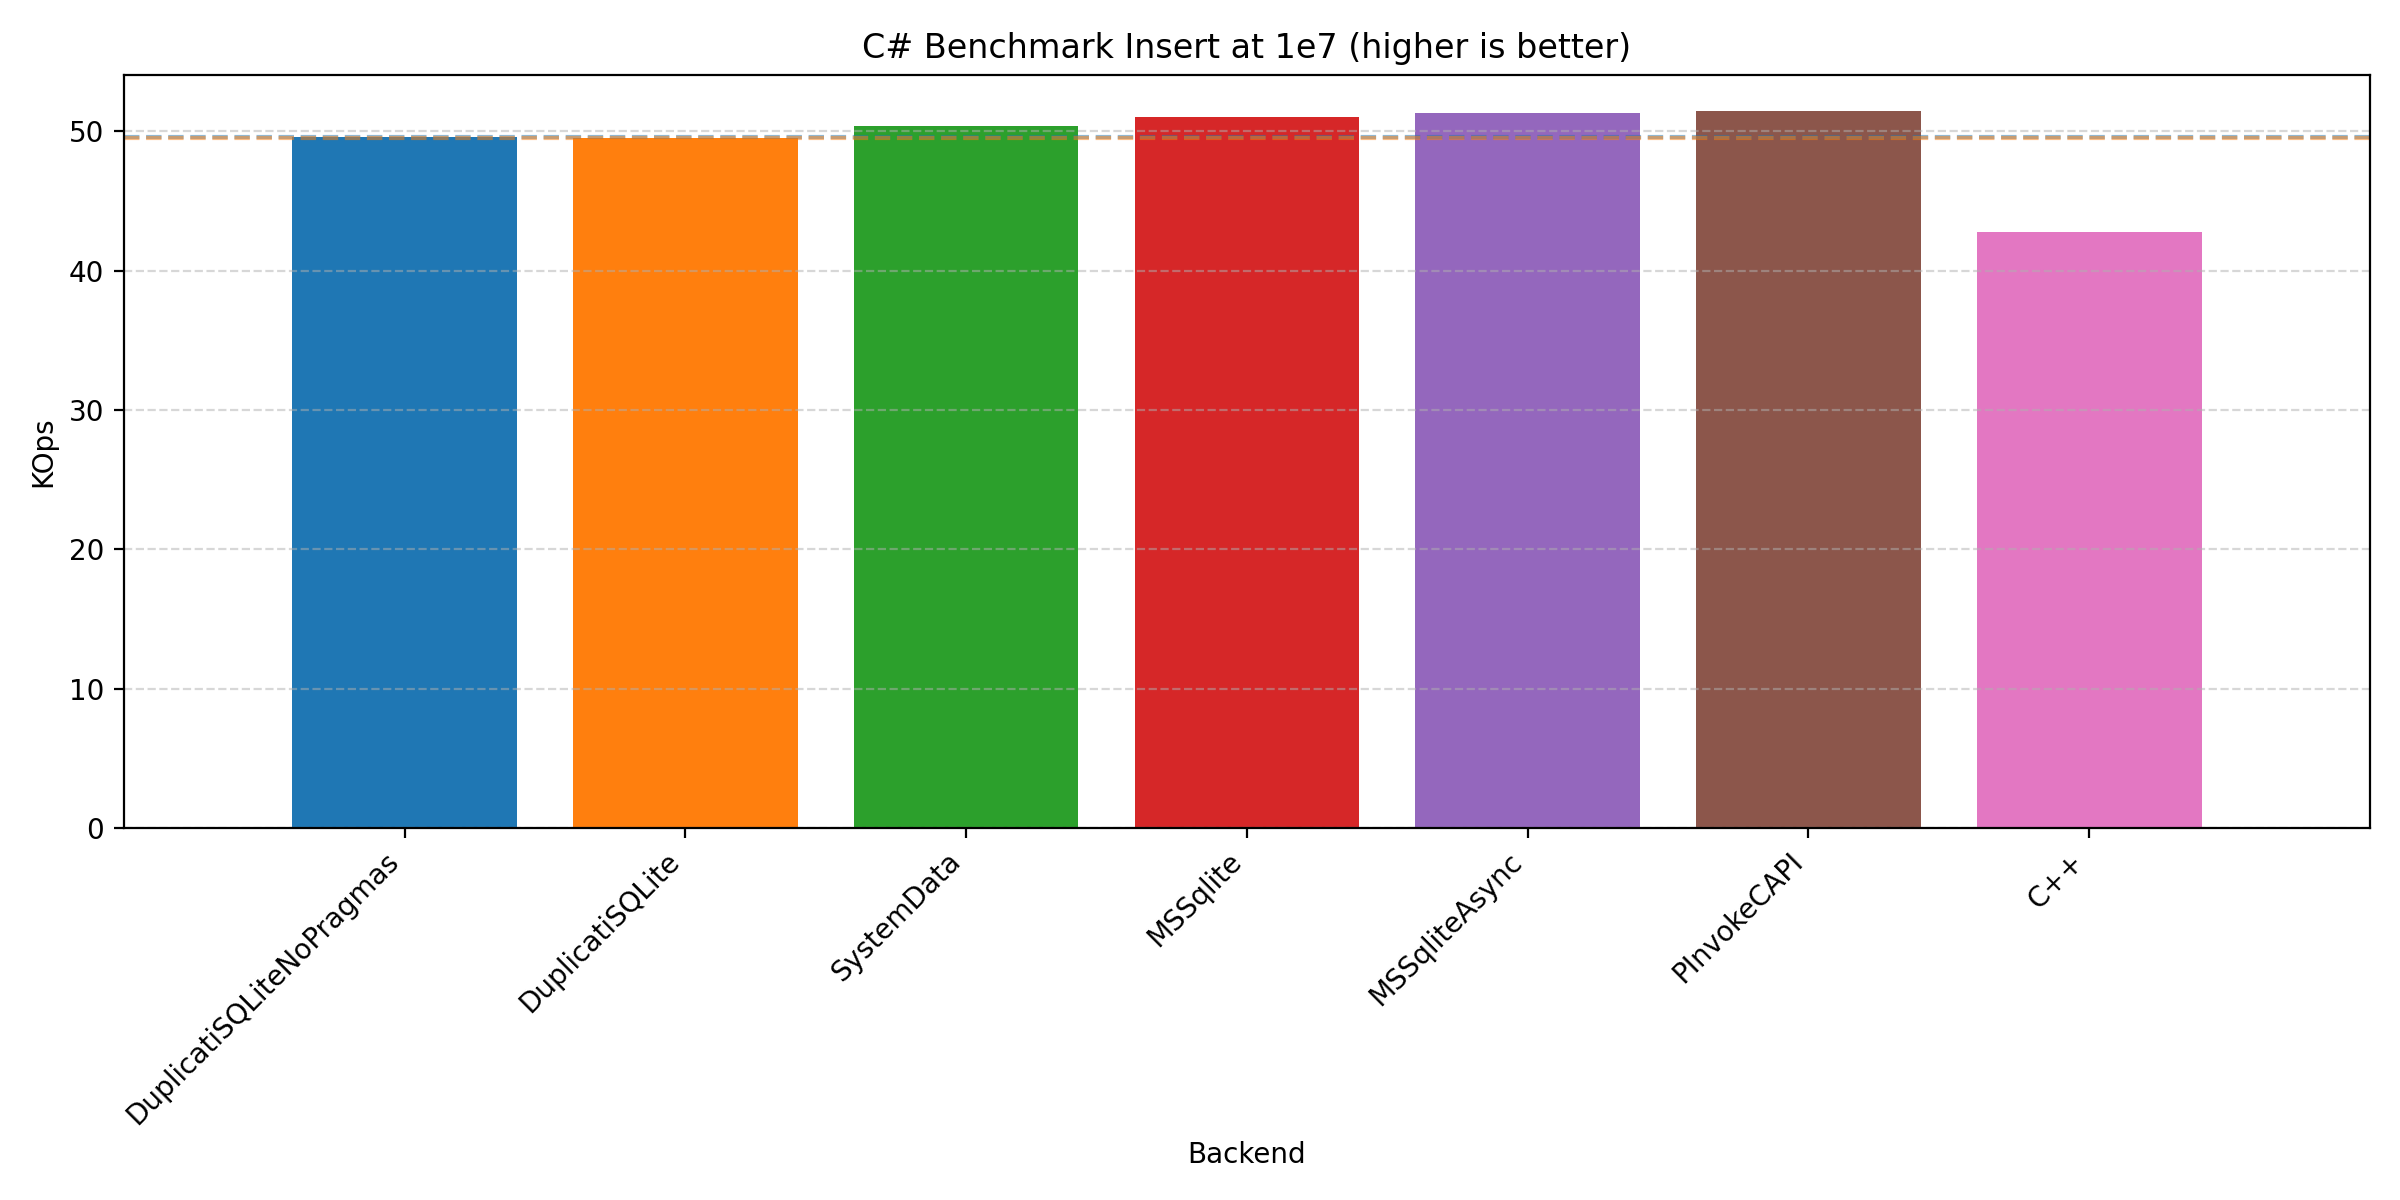 C# Benchmark Insert at 1e7 (higher is better)
KOps
50
40
30
20
10
0
DuplicatiSQLiteNoPragmas
DuplicatiSQLite
SystemData
MSSqlite
MSSqliteAsync
PInvokeCAPI
C++
Backend